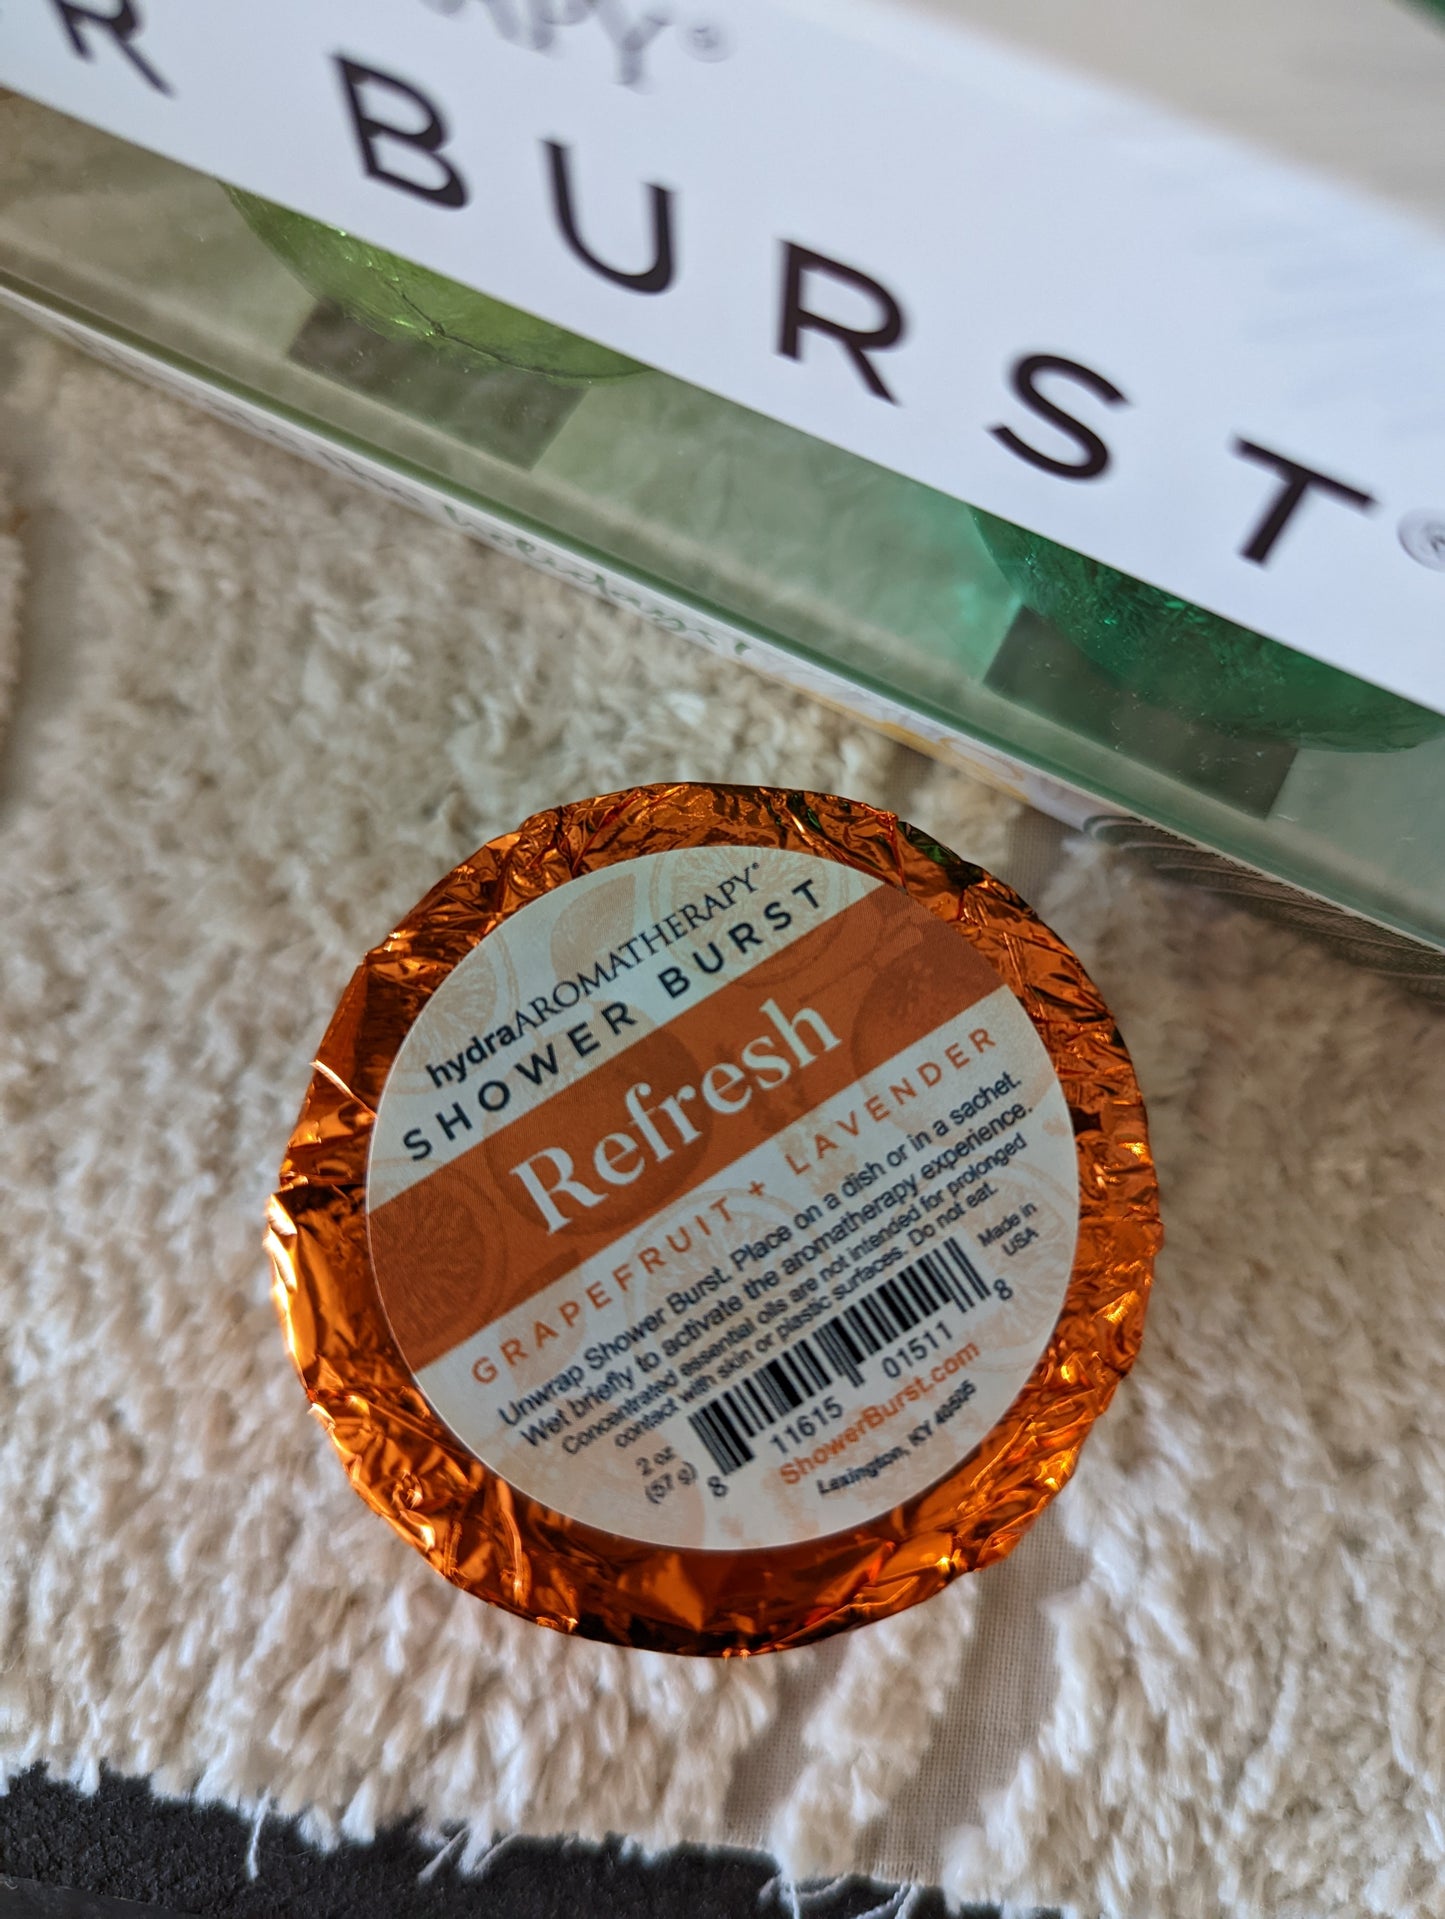 APY®
R BURST®
hydraAROMATHERAPY®
SHOWER BURST
Refresh
GRAPEFRUIT + LAVENDER
Unwrap Shower Burst. Place on a dish or in a sachet.
Wet briefly to activate the aromatherapy experience.
Concentrated essential oils are not intended for prolonged
contact with skin or plastic surfaces. Do not eat.
Made in
USA
2 oz
(57 g)
8 11615 01511 8
ShowerBurst.com
Lexington, KY 40505